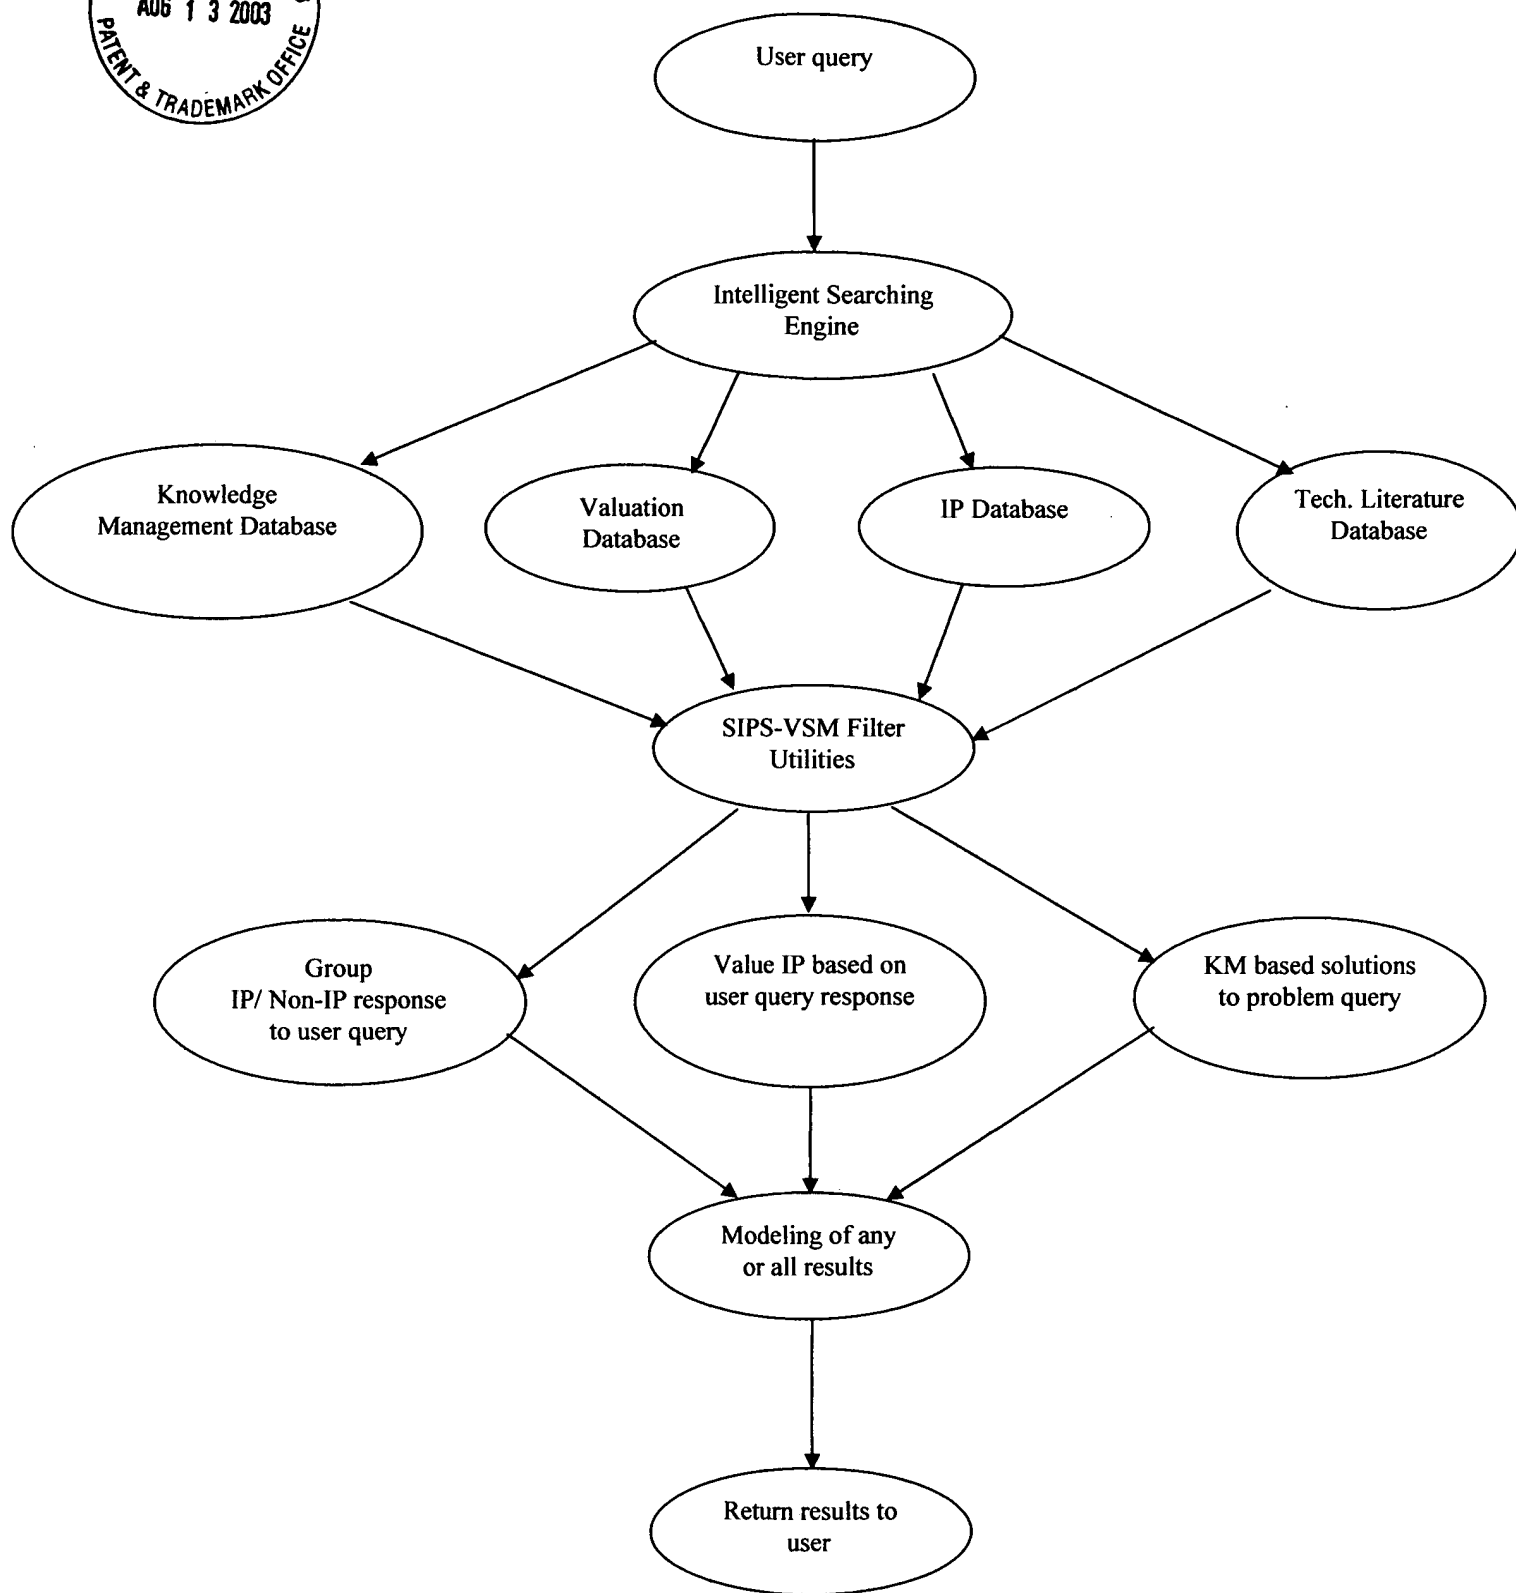 AUG 13 2003
PATENT & TRADEMARK OFFICE
User query
Intelligent Searching
Engine
Knowledge
Management Database
Valuation
Database
IP Database
Tech. Literature
Database
SIPS-VSM Filter
Utilities
Group
IP/ Non-IP response
to user query
Value IP based on
user query response
KM based solutions
to problem query
Modeling of any
or all results
Return results to
user